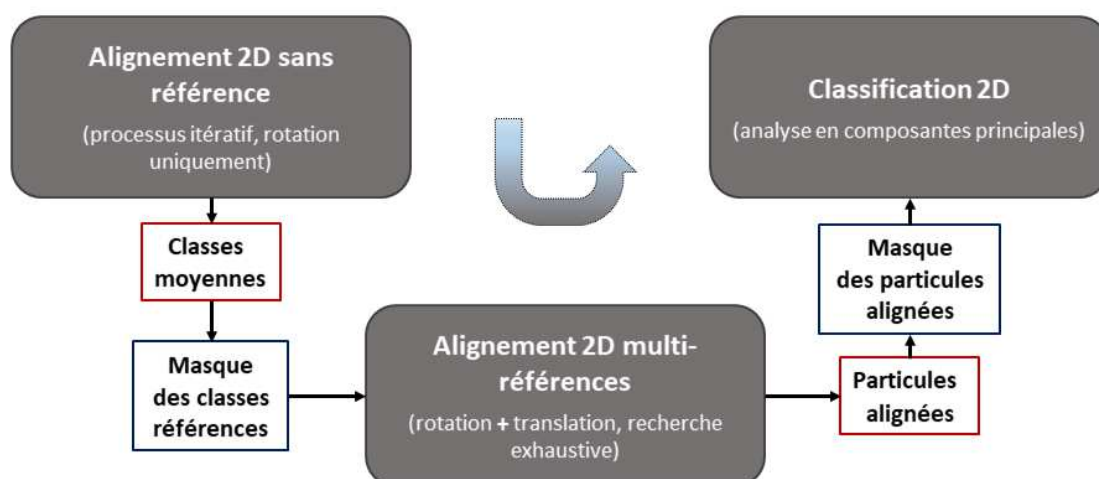 Alignement 2D sans
référence
(processus itératif, rotation
uniquement)
Classes
moyennes
Masque
des classes
références
Alignement 2D multi-
références
(rotation + translation, recherche
exhaustive)
Particules
alignées
Masque
des particules
alignées
Classification 2D
(analyse en composantes principales)